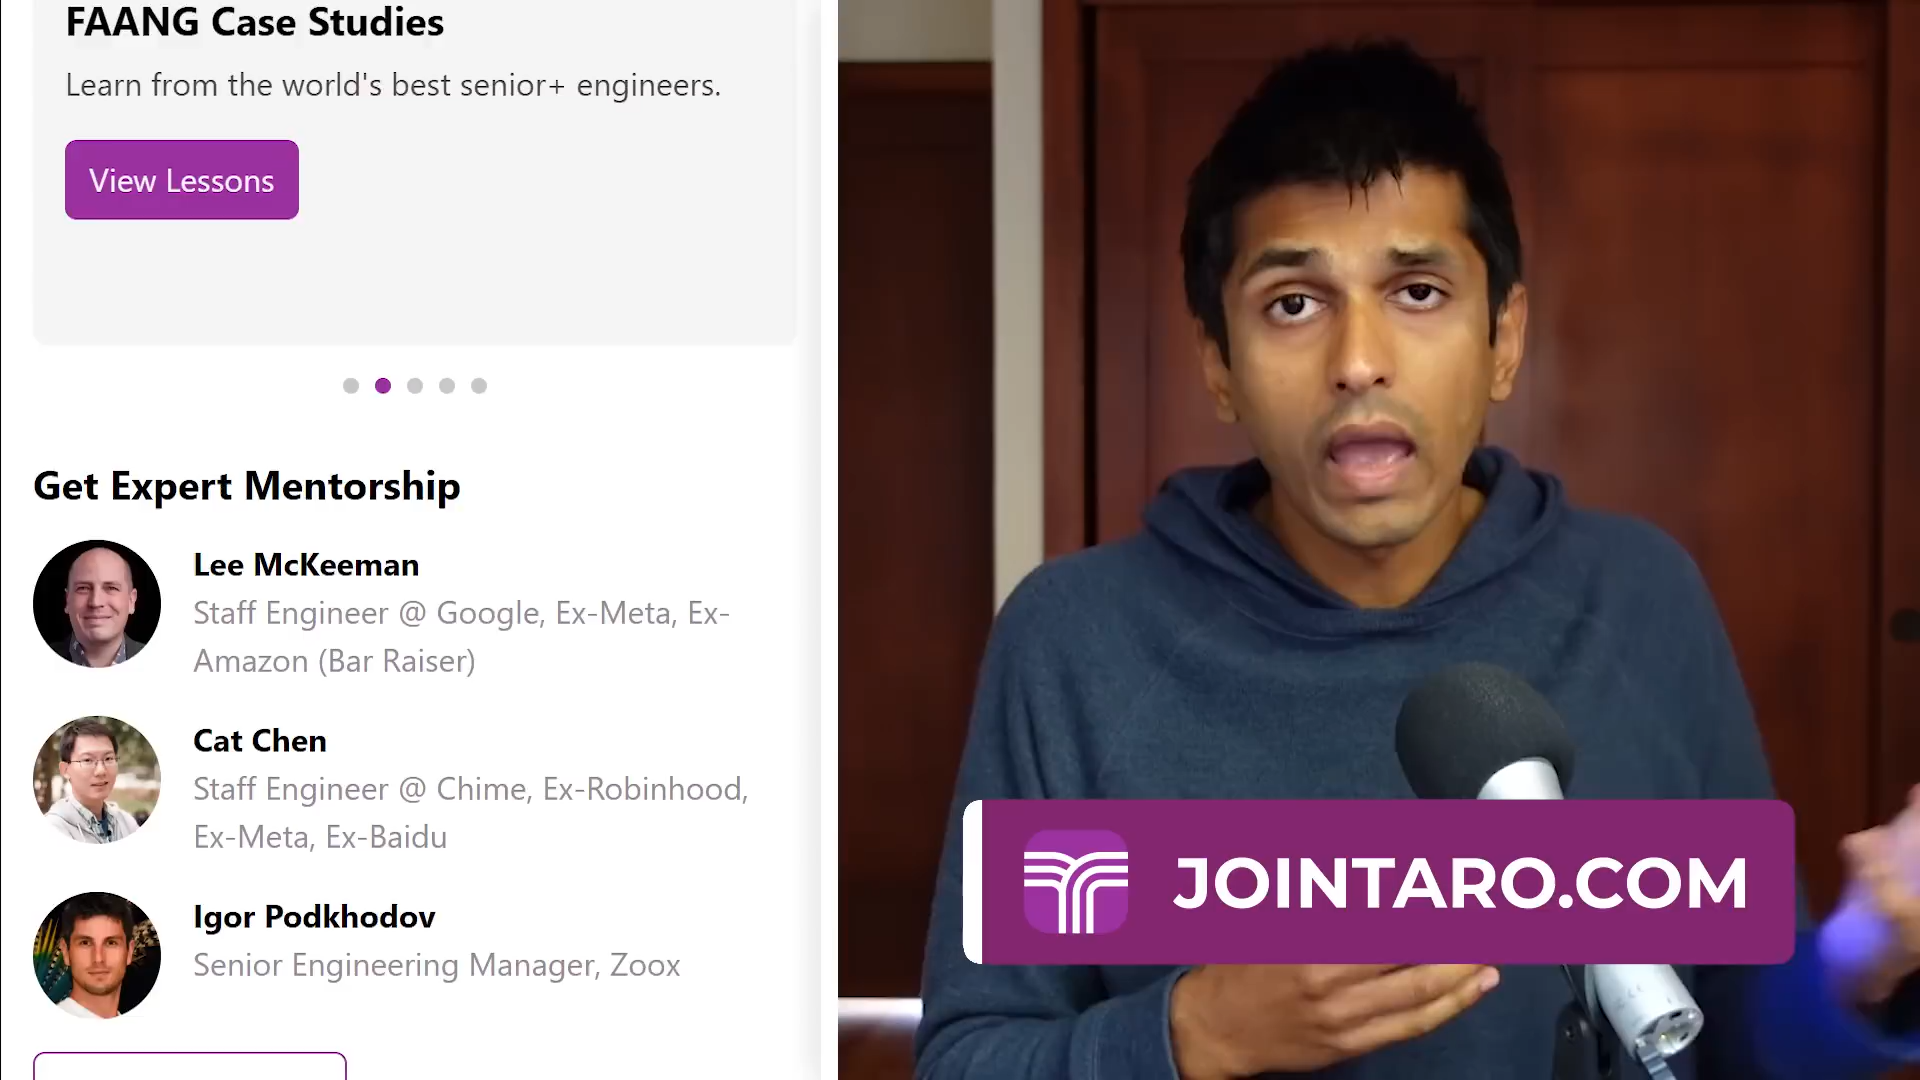 FAANG Case Studies
Learn from the world's best senior+ engineers.
View Lessons
Get Expert Mentorship
Lee McKeeman
Staff Engineer @ Google, Ex-Meta, Ex-
Amazon (Bar Raiser)
Cat Chen
Staff Engineer @ Chime, Ex-Robinhood,
Ex-Meta, Ex-Baidu
Igor Podkhodov
Senior Engineering Manager, Zoox
JOINTARO.COM